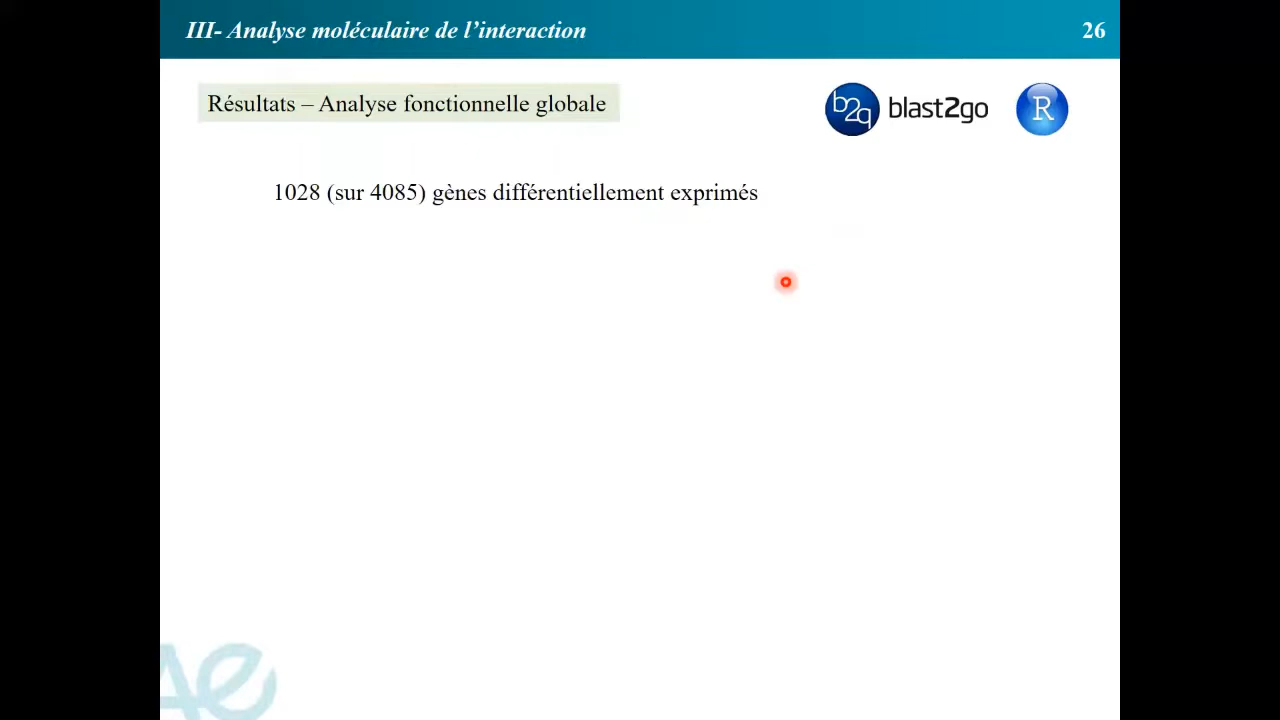 III- Analyse moléculaire de l’interaction
26
Résultats – Analyse fonctionnelle globale
b2g blast2go
R
1028 (sur 4085) gènes différentiellement exprimés